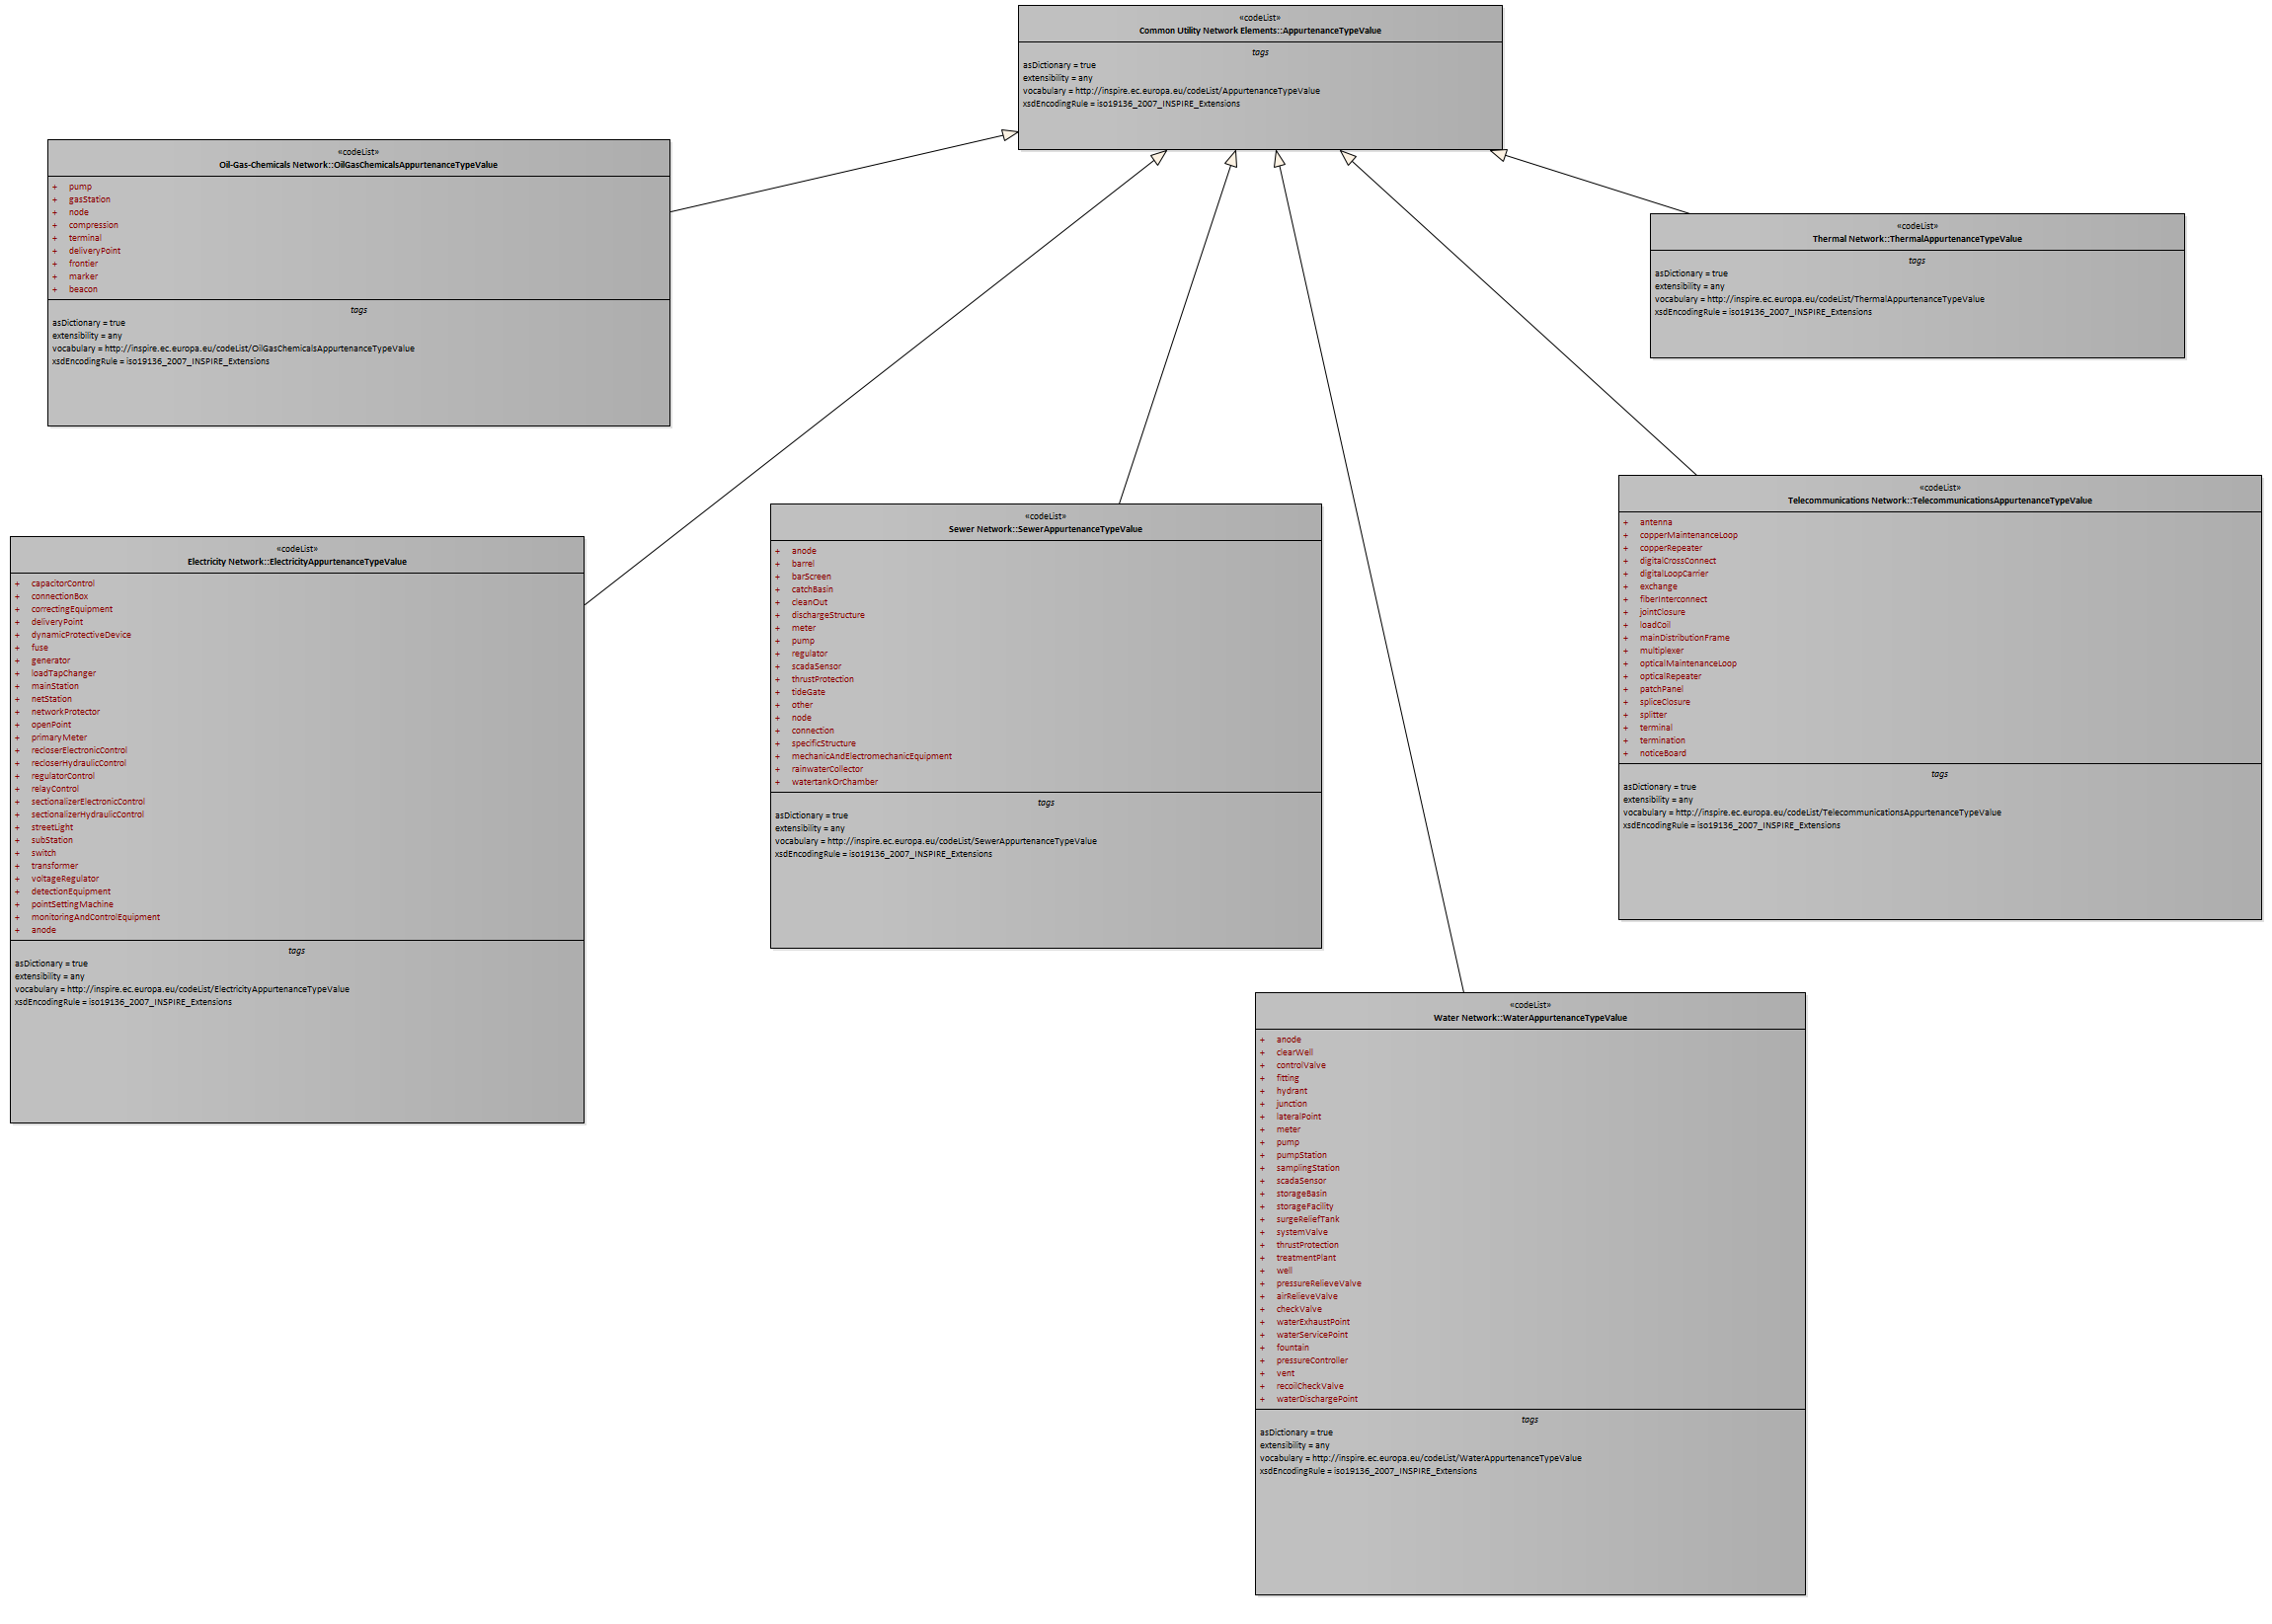 «codeList»
Common Utility Network Elements::AppurtenanceTypeValue
tags
asDictionary = true
extensibility = any
vocabulary = http://inspire.ec.europa.eu/codeList/AppurtenanceTypeValue
xsdEncodingRule = iso19136_2007_INSPIRE_Extensions
«codeList»
Oil-Gas-Chemicals Network::OilGasChemicalsAppurtenanceTypeValue
+ pump
+ gasStation
+ node
+ compression
+ terminal
+ deliveryPoint
+ frontier
+ marker
+ beacon
tags
asDictionary = true
extensibility = any
vocabulary = http://inspire.ec.europa.eu/codeList/OilGasChemicalsAppurtenanceTypeValue
xsdEncodingRule = iso19136_2007_INSPIRE_Extensions
«codeList»
Thermal Network::ThermalAppurtenanceTypeValue
tags
asDictionary = true
extensibility = any
vocabulary = http://inspire.ec.europa.eu/codeList/ThermalAppurtenanceTypeValue
xsdEncodingRule = iso19136_2007_INSPIRE_Extensions
«codeList»
Electricity Network::ElectricityAppurtenanceTypeValue
+ capacitorControl
+ connectionBox
+ correctingEquipment
+ deliveryPoint
+ dynamicProtectiveDevice
+ fuse
+ generator
+ loadTapChanger
+ mainStation
+ netStation
+ networkProtector
+ openPoint
+ primaryMeter
+ recloserElectronicControl
+ recloserHydraulicControl
+ regulatorControl
+ relayControl
+ sectionalizerElectronicControl
+ sectionalizerHydraulicControl
+ streetLight
+ subStation
+ switch
+ transformer
+ voltageRegulator
+ detectionEquipment
+ pointSettingMachine
+ monitoringAndControlEquipment
+ anode
tags
asDictionary = true
extensibility = any
vocabulary = http://inspire.ec.europa.eu/codeList/ElectricityAppurtenanceTypeValue
xsdEncodingRule = iso19136_2007_INSPIRE_Extensions
«codeList»
Sewer Network::SewerAppurtenanceTypeValue
+ anode
+ barrel
+ barScreen
+ catchBasin
+ cleanOut
+ dischargeStructure
+ meter
+ pump
+ regulator
+ scadaSensor
+ thrustProtection
+ tideGate
+ other
+ node
+ connection
+ specificStructure
+ mechanicAndElectromechanicEquipment
+ rainwaterCollector
+ watertankOrChamber
tags
asDictionary = true
extensibility = any
vocabulary = http://inspire.ec.europa.eu/codeList/SewerAppurtenanceTypeValue
xsdEncodingRule = iso19136_2007_INSPIRE_Extensions
«codeList»
Telecommunications Network::TelecommunicationsAppurtenanceTypeValue
+ antenna
+ copperMaintenanceLoop
+ copperRepeater
+ digitalCrossConnect
+ digitalLoopCarrier
+ exchange
+ fiberInterconnect
+ jointClosure
+ loadCoil
+ mainDistributionFrame
+ multiplexer
+ opticalMaintenanceLoop
+ opticalRepeater
+ patchPanel
+ spliceClosure
+ splitter
+ terminal
+ termination
+ noticeBoard
tags
asDictionary = true
extensibility = any
vocabulary = http://inspire.ec.europa.eu/codeList/TelecommunicationsAppurtenanceTypeValue
xsdEncodingRule = iso19136_2007_INSPIRE_Extensions
«codeList»
Water Network::WaterAppurtenanceTypeValue
+ anode
+ clearWell
+ controlValve
+ fitting
+ hydrant
+ junction
+ lateralPoint
+ meter
+ pump
+ pumpStation
+ samplingStation
+ scadaSensor
+ storageBasin
+ storageFacility
+ surgeReliefTank
+ systemValve
+ thrustProtection
+ treatmentPlant
+ well
+ pressureRelieveValve
+ airRelieveValve
+ checkValve
+ waterExhaustPoint
+ waterServicePoint
+ fountain
+ pressureController
+ vent
+ recoilCheckValve
+ waterDischargePoint
tags
asDictionary = true
extensibility = any
vocabulary = http://inspire.ec.europa.eu/codeList/WaterAppurtenanceTypeValue
xsdEncodingRule = iso19136_2007_INSPIRE_Extensions